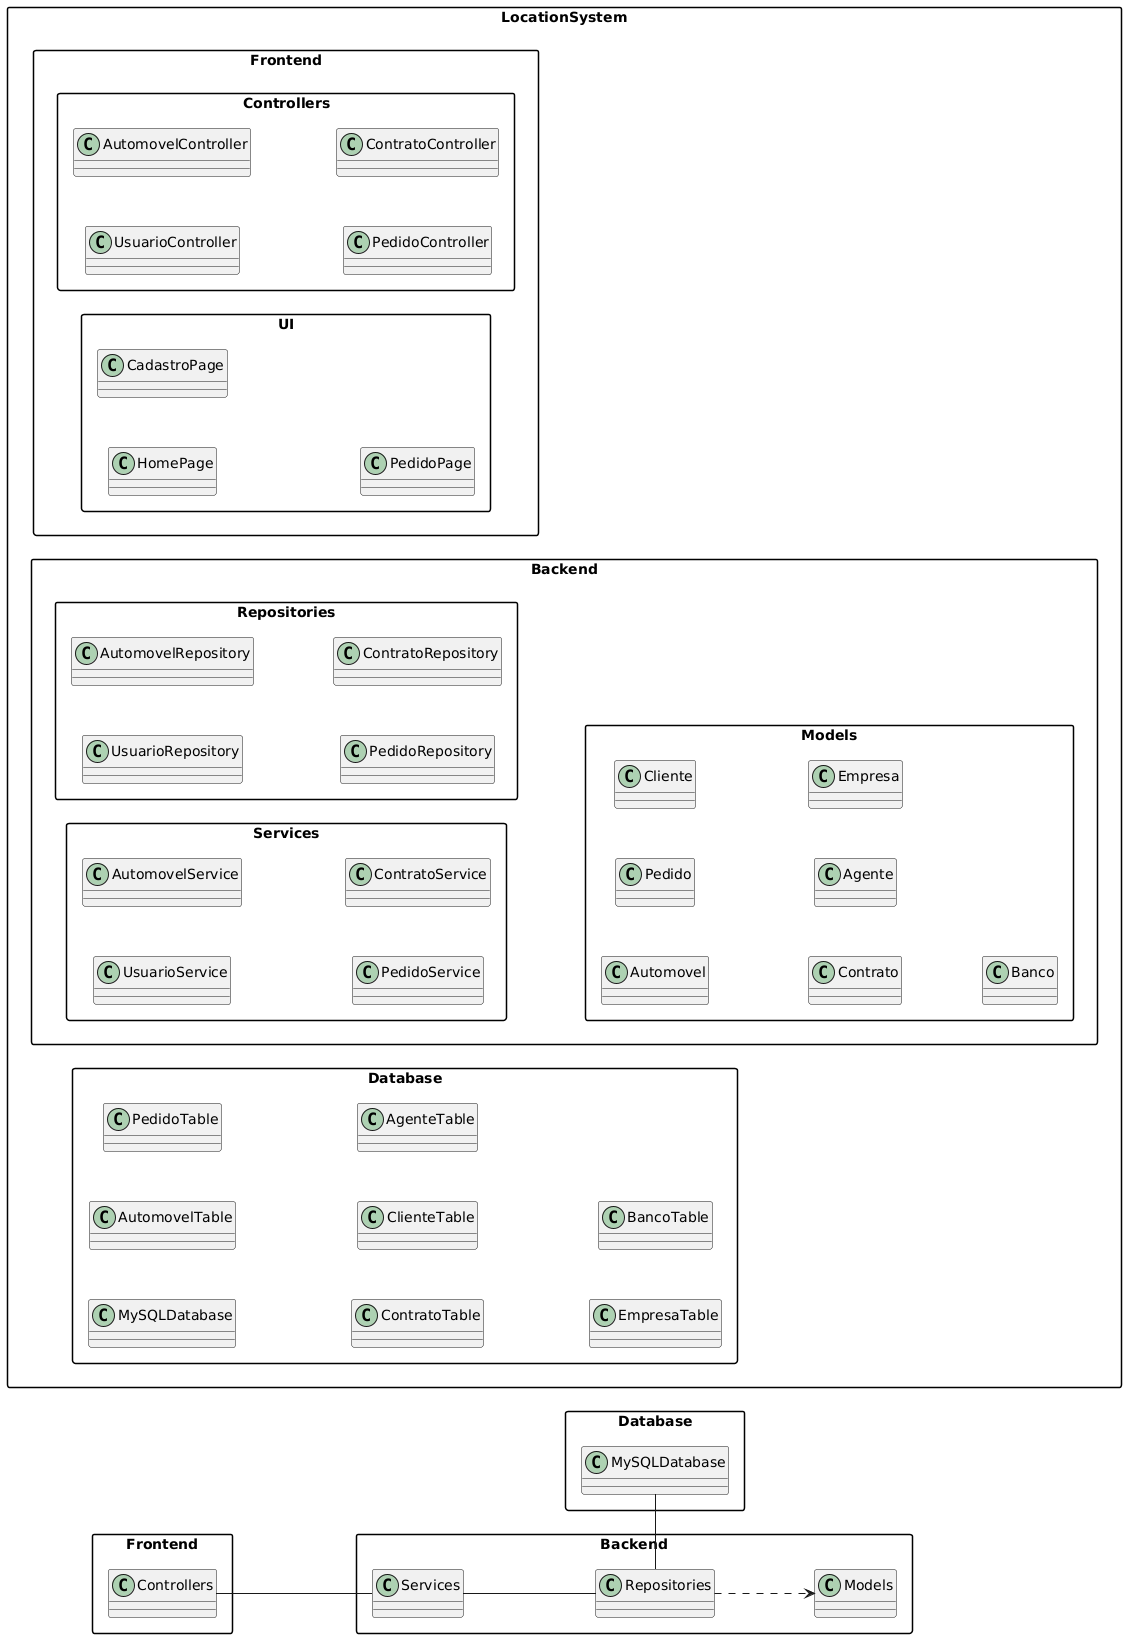 LocationSystem
Frontend
Controllers
C AutomovelController
C ContratoController
C UsuarioController
C PedidoController
UI
C CadastroPage
C HomePage
C PedidoPage
Backend
Repositories
C AutomovelRepository
C ContratoRepository
C UsuarioRepository
C PedidoRepository
Services
C AutomovelService
C ContratoService
C UsuarioService
C PedidoService
Models
C Cliente
C Empresa
C Pedido
C Agente
C Automovel
C Contrato
C Banco
Database
C PedidoTable
C AgenteTable
C AutomovelTable
C ClienteTable
C BancoTable
C MySQLDatabase
C ContratoTable
C EmpresaTable
Database
C MySQLDatabase
Frontend
C Controllers
Backend
C Services
C Repositories
C Models